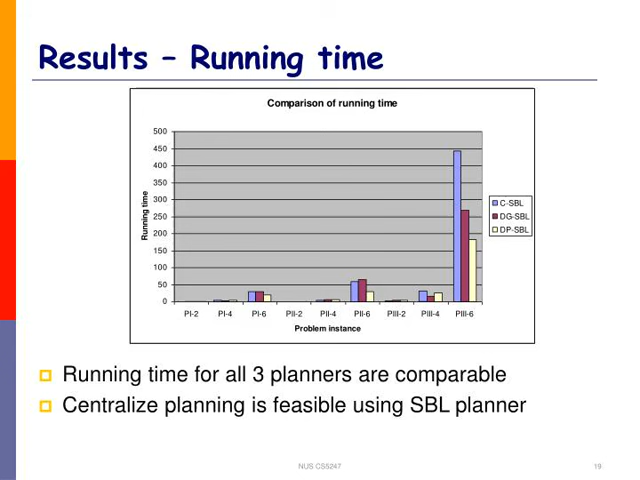 Results – Running time
Comparison of running time
500
450
400
350
300
250
200
150
100
50
0
Running time
PI-2 PI-4 PI-6 PII-2 PII-4 PII-6 PIII-2 PIII-4 PIII-6
Problem instance
C-SBL
DG-SBL
DP-SBL
Running time for all 3 planners are comparable
Centralize planning is feasible using SBL planner
NUS CS5247
19